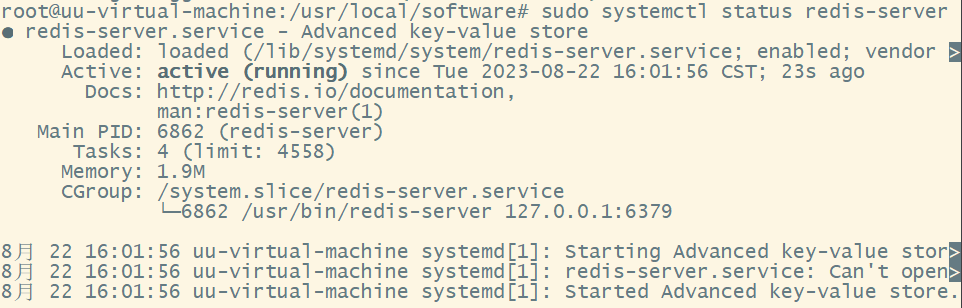 root@uu-virtual-machine:/usr/local/software# sudo systemctl status redis-server
● redis-server.service - Advanced key-value store
Loaded: loaded (/lib/systemd/system/redis-server.service; enabled; vendor >
Active: active (running) since Tue 2023-08-22 16:01:56 CST; 23s ago
Docs: http://redis.io/documentation,
man:redis-server(1)
Main PID: 6862 (redis-server)
Tasks: 4 (limit: 4558)
Memory: 1.9M
CGroup: /system.slice/redis-server.service
└─6862 /usr/bin/redis-server 127.0.0.1:6379
8月 22 16:01:56 uu-virtual-machine systemd[1]: Starting Advanced key-value stor>
8月 22 16:01:56 uu-virtual-machine systemd[1]: redis-server.service: Can't open>
8月 22 16:01:56 uu-virtual-machine systemd[1]: Started Advanced key-value store.